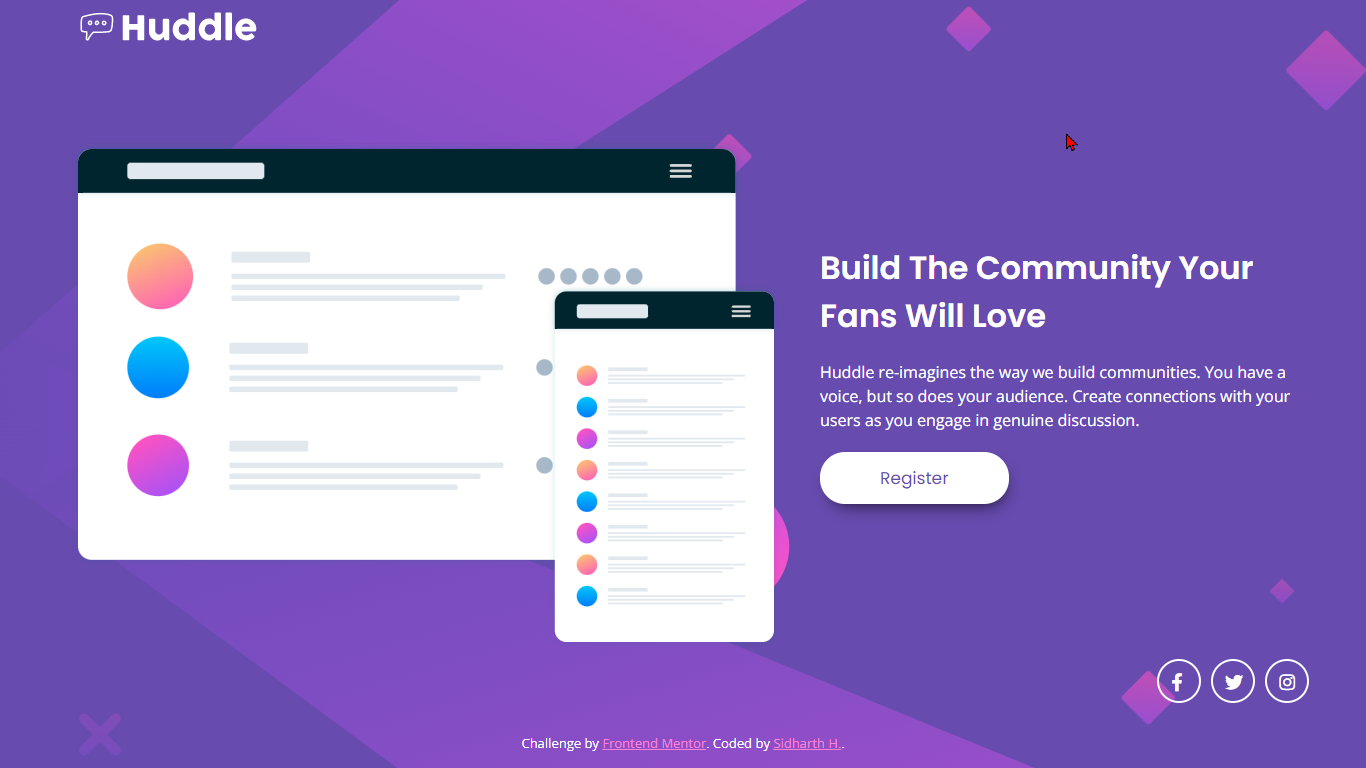 Huddle
Build The Community Your
Fans Will Love
Huddle re-imagines the way we build communities. You have a
voice, but so does your audience. Create connections with your
users as you engage in genuine discussion.
Register
Challenge by Frontend Mentor. Coded by Sidharth H..